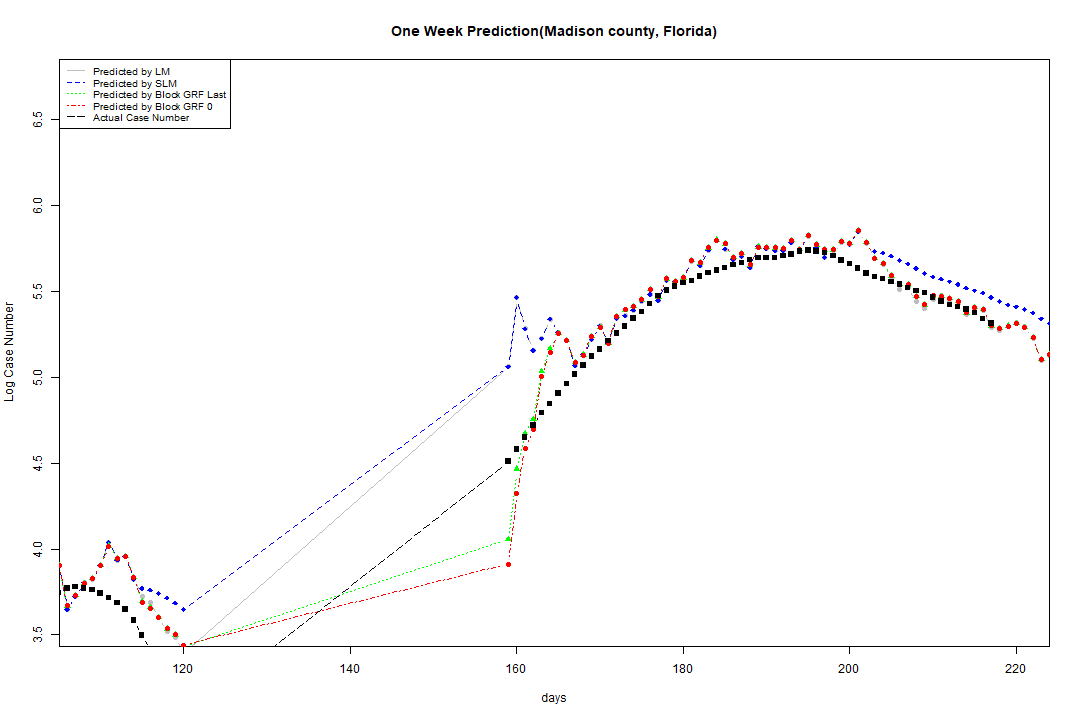 One Week Prediction(Madison county, Florida)
Predicted by LM
Predicted by SLM
Predicted by Block GRF Last
Predicted by Block GRF 0
Actual Case Number
6.5
6.0
5.5
5.0
4.5
4.0
3.5
Log Case Number
120 140 160 180 200 220
days